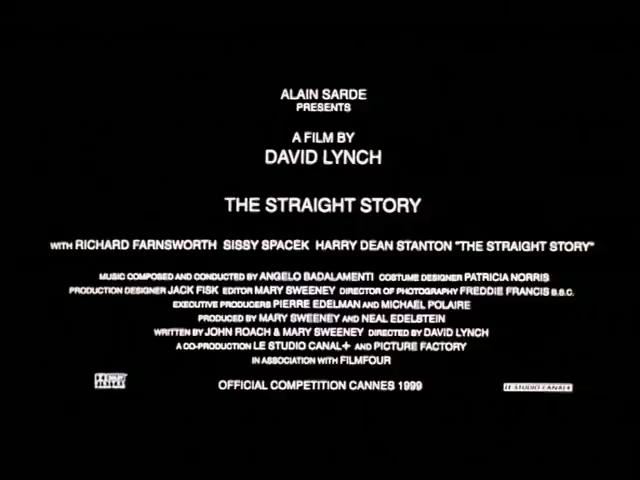 ALAIN SARDE
PRESENTS
A FILM BY
DAVID LYNCH
THE STRAIGHT STORY
WITH RICHARD FARNSWORTH SISSY SPACEK HARRY DEAN STANTON "THE STRAIGHT STORY"
MUSIC COMPOSED AND CONDUCTED BY ANGELO BADALAMENTI COSTUME DESIGNER PATRICIA NORRIS
PRODUCTION DESIGNER JACK FISK EDITOR MARY SWEENEY DIRECTOR OF PHOTOGRAPHY FREDDIE FRANCIS B.S.C.
EXECUTIVE PRODUCERS PIERRE EDELMAN AND MICHAEL POLAIRE
PRODUCED BY MARY SWEENEY AND NEAL EDELSTEIN
WRITTEN BY JOHN ROACH & MARY SWEENEY DIRECTED BY DAVID LYNCH
A CO-PRODUCTION LE STUDIO CANAL+ AND PICTURE FACTORY
IN ASSOCIATION WITH FILMFOUR
OFFICIAL COMPETITION CANNES 1999
LE STUDIO CANAL+